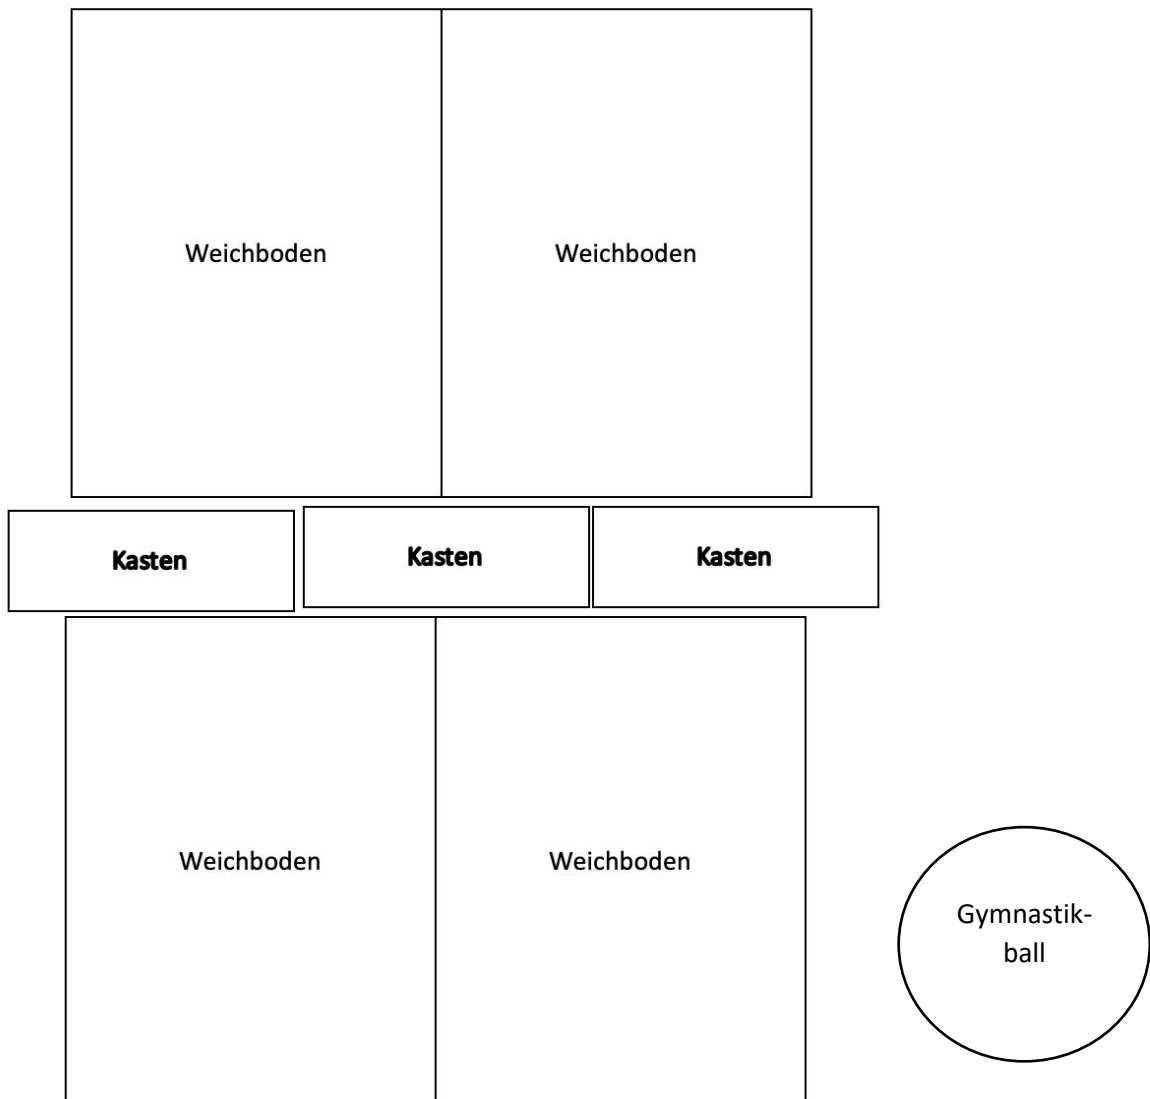 Weichboden
Weichboden
Kasten
Kasten
Kasten
Weichboden
Weichboden
Gymnastik-
ball